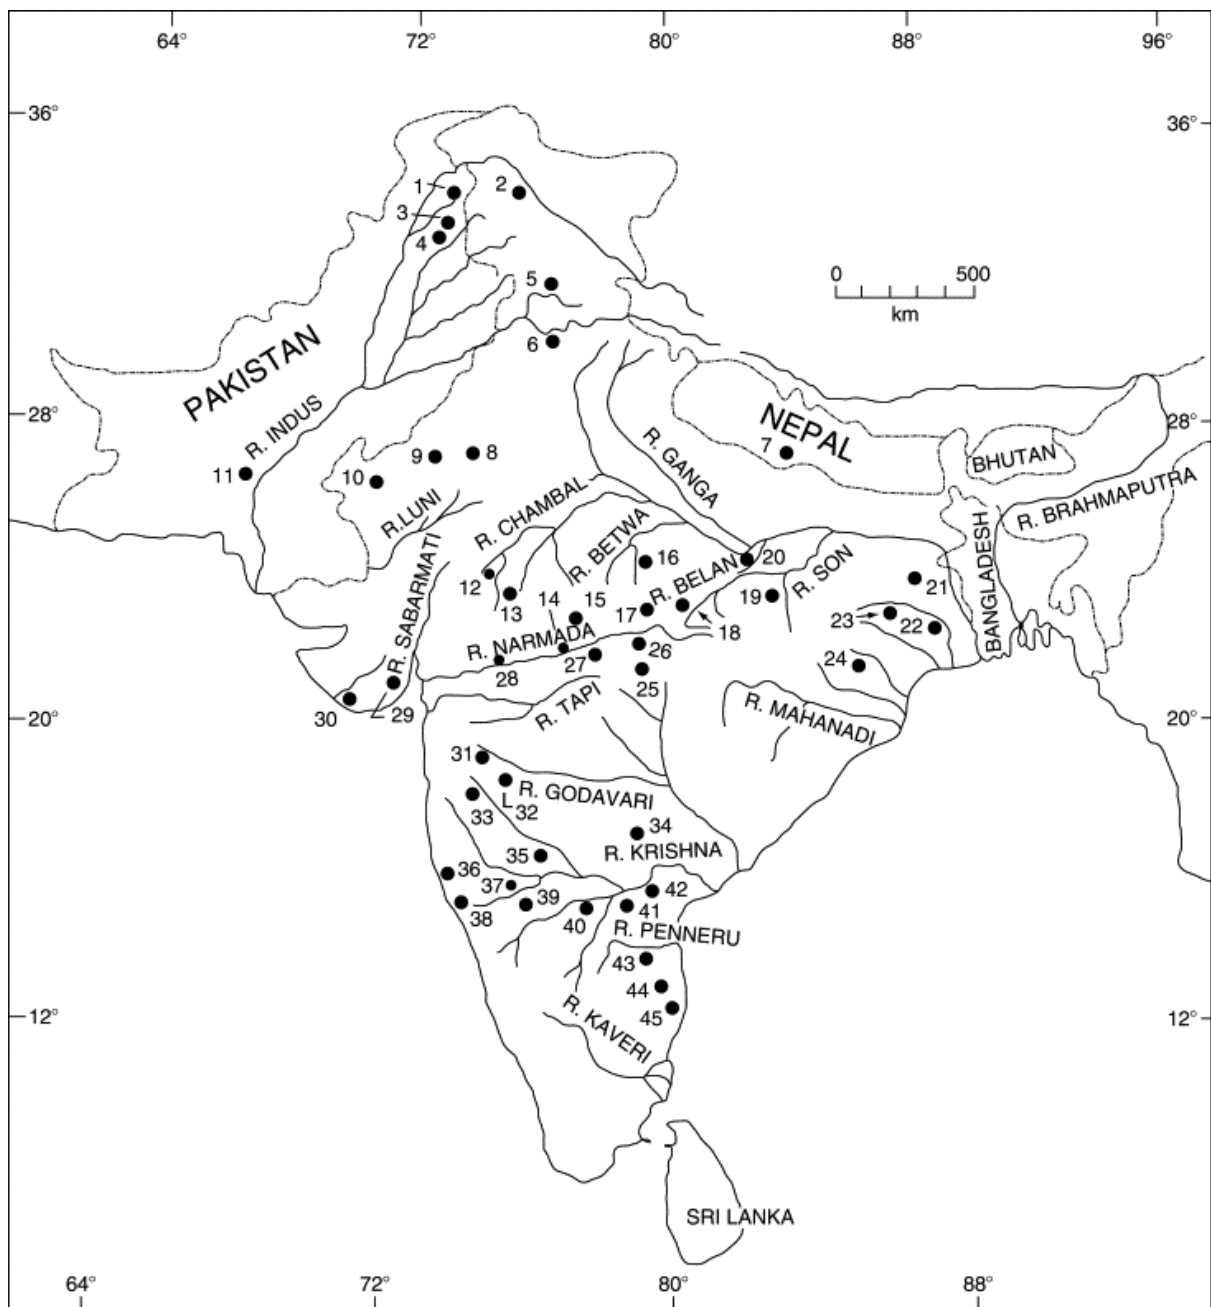 64° 72° 80° 88° 96°
36° 36°
1 2
3
4
5
0 500
km
6
PAKISTAN
R. INDUS
28° 28°
NEPAL
7
R. GANGA
BHUTAN
11 10 9 8
R. BRAHMAPUTRA
R.LUNI
R. CHAMBAL
R. BETWA
BANGLADESH
R. SABARMATI
12 13 16 20
R. BELAN
R. SON
19 21
14 15 17 18
23 22
R. NARMADA
28 27 26
24
25
30 29
R. TAPI
R. MAHANADI
20° 20°
31
R. GODAVARI
33 32
34
35
R. KRISHNA
36 37
38 39 40 41 42
R. PENNERU
43
44
45
R. KAVERI
12° 12°
SRI LANKA
64° 72° 80° 88°